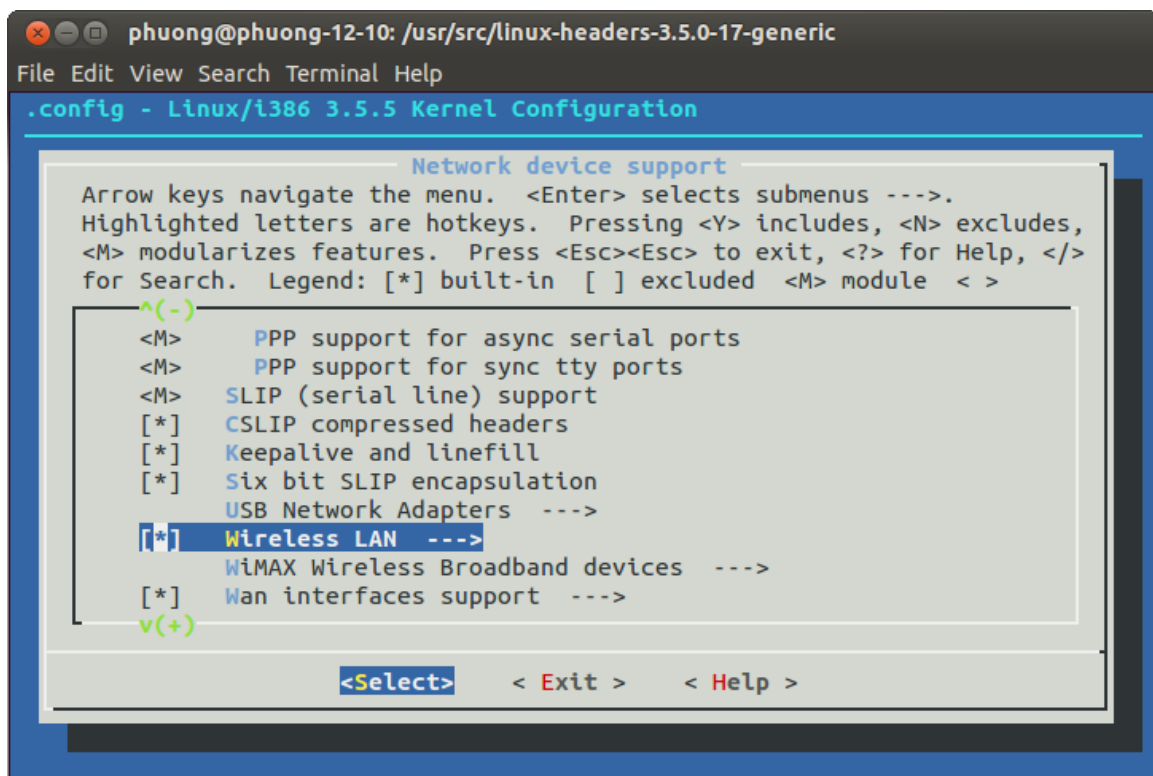 phuong@phuong-12-10: /usr/src/linux-headers-3.5.0-17-generic
File Edit View Search Terminal Help
.config - Linux/i386 3.5.5 Kernel Configuration
Network device support
Arrow keys navigate the menu.  <Enter> selects submenus --->.
Highlighted letters are hotkeys.  Pressing <Y> includes, <N> excludes,
<M> modularizes features.  Press <Esc><Esc> to exit, <?> for Help, </>
for Search.  Legend: [*] built-in  [ ] excluded  <M> module  < >
^(-)
<M>     PPP support for async serial ports
<M>     PPP support for sync tty ports
<M>   SLIP (serial line) support
[*]   CSLIP compressed headers
[*]   Keepalive and linefill
[*]   Six bit SLIP encapsulation
USB Network Adapters  --->
[*]   Wireless LAN  --->
WiMAX Wireless Broadband devices  --->
[*]   Wan interfaces support  --->
v(+)
<Select>    < Exit >    < Help >